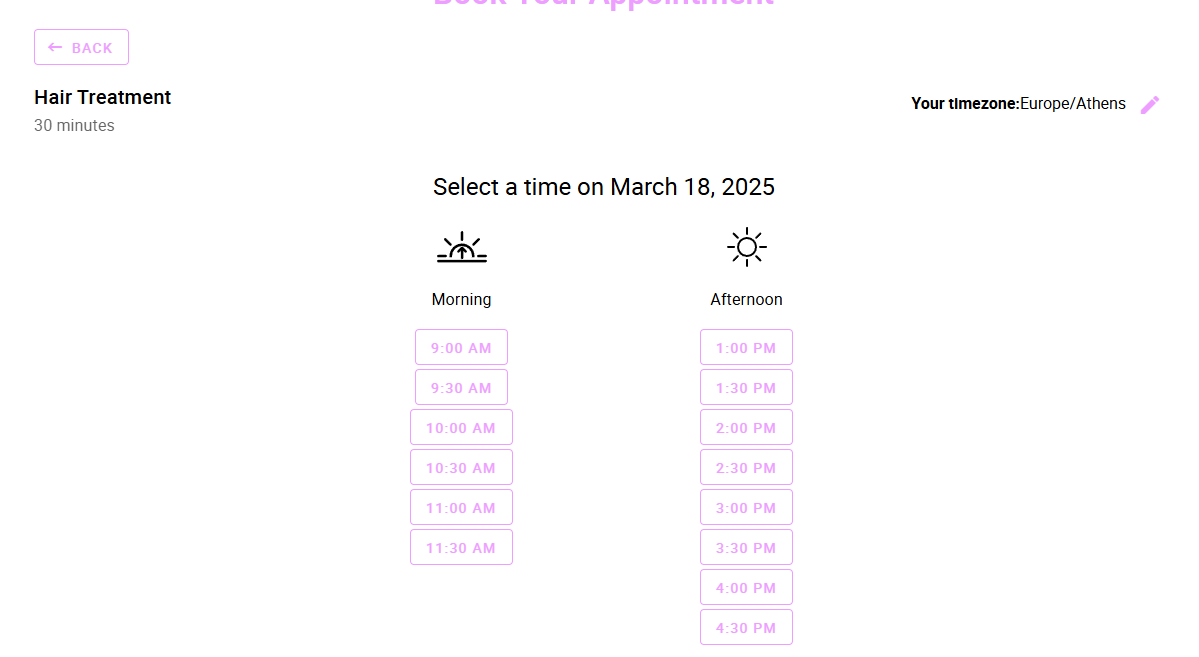 Book Your Appointment
← BACK
Hair Treatment
30 minutes
Your timezone:Europe/Athens
Select a time on March 18, 2025
Morning
9:00 AM
9:30 AM
10:00 AM
10:30 AM
11:00 AM
11:30 AM
Afternoon
1:00 PM
1:30 PM
2:00 PM
2:30 PM
3:00 PM
3:30 PM
4:00 PM
4:30 PM